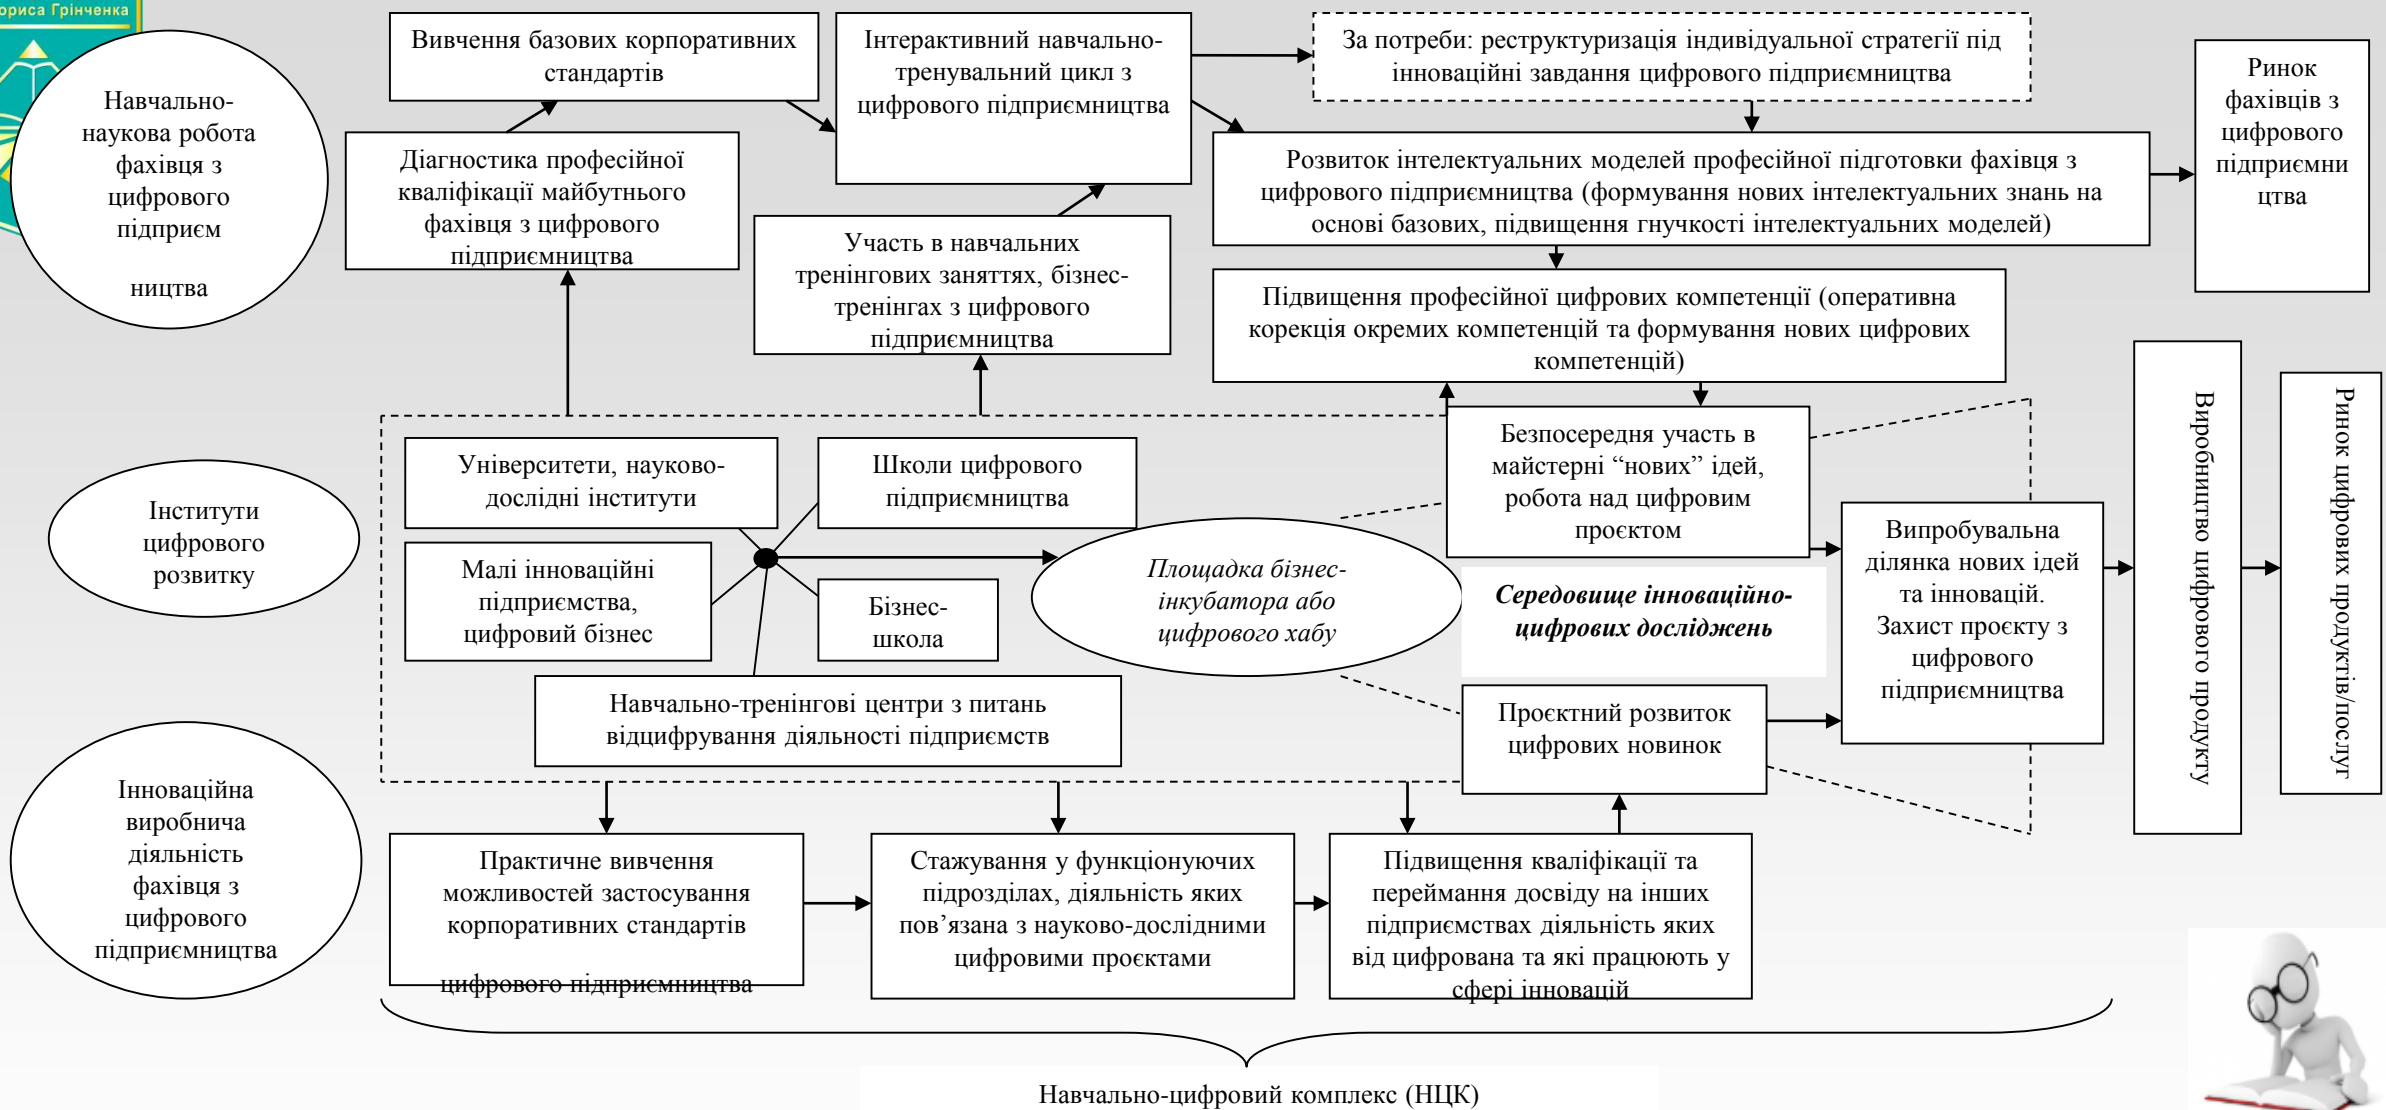 ориса Грінченка
Навчально-
наукова робота
фахівця з
цифрового
підприєм
ництва
Вивчення базових корпоративних
стандартів
Інтерактивний навчально-
тренувальний цикл з
цифрового підприємництва
За потреби: реструктуризація індивідуальної стратегії під
інноваційні завдання цифрового підприємництва
Ринок
фахівців з
цифрового
підприємни
цтва
Діагностика професійної
кваліфікації майбутнього
фахівця з цифрового
підприємництва
Розвиток інтелектуальних моделей професійної підготовки фахівця з
цифрового підприємництва (формування нових інтелектуальних знань на
основі базових, підвищення гнучкості інтелектуальних моделей)
Участь в навчальних
тренінгових заняттях, бізнес-
тренінгах з цифрового
підприємництва
Підвищення професійної цифрових компетенції (оперативна
корекція окремих компетенцій та формування нових цифрових
компетенцій)
Інститути
цифрового
розвитку
Університети, науково-
дослідні інститути
Школи цифрового
підприємництва
Малі інноваційні
підприємства,
цифровий бізнес
Бізнес-
школа
Навчально-тренінгові центри з питань
відцифрування діяльності підприємств
Площадка бізнес-
інкубатора або
цифрового хабу
Безпосередня участь в
майстерні “нових” ідей,
робота над цифровим
проєктом
Середовище інноваційно-
цифрових досліджень
Проєктний розвиток
цифрових новинок
Випробувальна
ділянка нових ідей
та інновацій.
Захист проєкту з
цифрового
підприємництва
Виробництво цифрового продукту
Ринок цифрових продуктів/послуг
Інноваційна
виробнича
діяльність
фахівця з
цифрового
підприємництва
Практичне вивчення
можливостей застосування
корпоративних стандартів
цифрового підприємництва
Стажування у функціонуючих
підрозділах, діяльність яких
пов’язана з науково-дослідними
цифровими проєктами
Підвищення кваліфікації та
переймання досвіду на інших
підприємствах діяльність яких
від цифрована та які працюють у
сфері інновацій
Навчально-цифровий комплекс (НЦК)